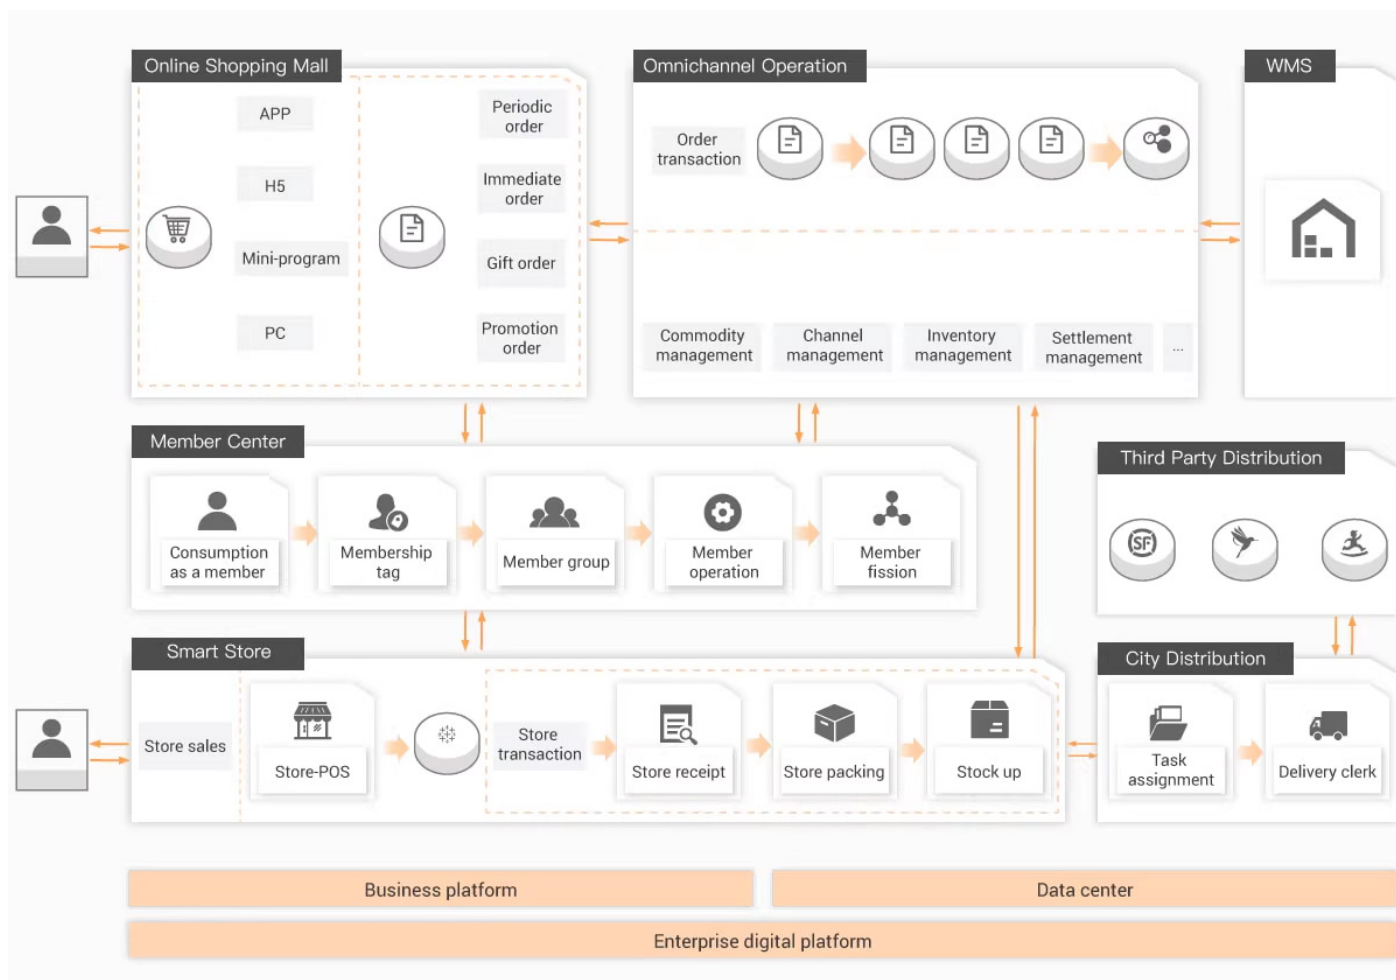 Online Shopping Mall
APP
H5
Mini-program
PC
Periodic
order
Immediate
order
Gift order
Promotion
order
Omnichannel Operation
Order
transaction
Commodity
management
Channel
management
Inventory
management
Settlement
management
...
WMS
Member Center
Consumption
as a member
Membership
tag
Member group
Member
operation
Member
fission
Third Party Distribution
SF
Smart Store
Store sales
Store-POS
Store
transaction
Store receipt
Store packing
Stock up
City Distribution
Task
assignment
Delivery clerk
Business platform
Data center
Enterprise digital platform